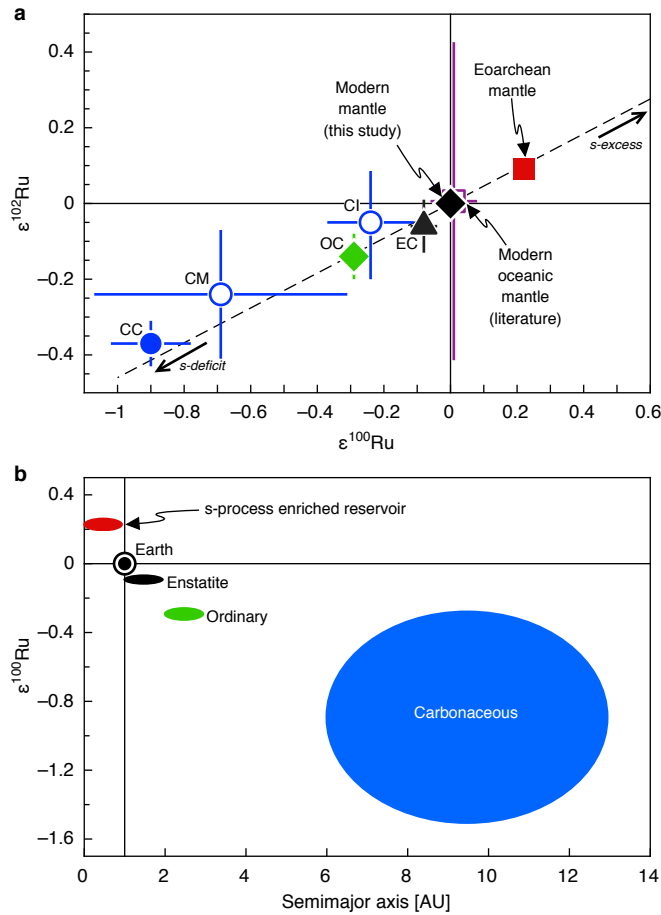 a
0.4
0.2
0
−0.2
−0.4
ε102Ru
Modern
mantle
(this study)
Eoarchean
mantle
s-excess
CI
OC
EC
CM
CC
s-deficit
Modern
oceanic
mantle
(literature)
−1
−0.8
−0.6
−0.4
−0.2
0
0.2
0.4
0.6
ε100Ru
b
0.4
0
−0.4
−0.8
−1.2
−1.6
ε100Ru
s-process enriched reservoir
Earth
Enstatite
Ordinary
Carbonaceous
0
2
4
6
8
10
12
14
Semimajor axis [AU]